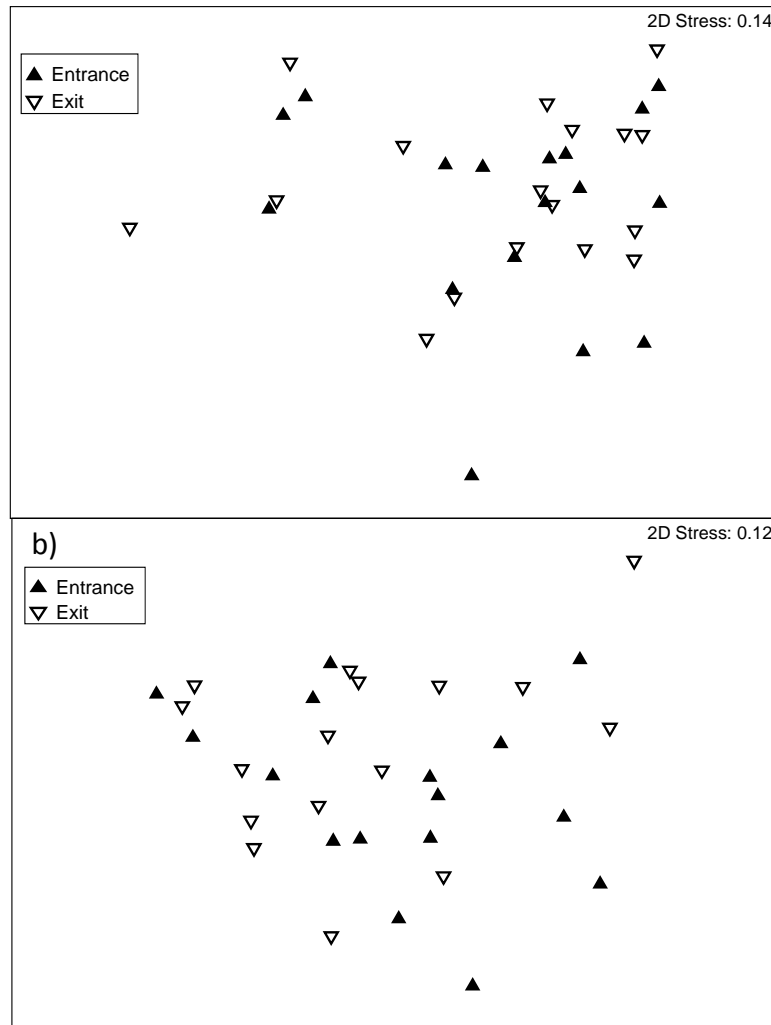 2D Stress: 0.14
Entrance
Exit
b)
2D Stress: 0.12
Entrance
Exit